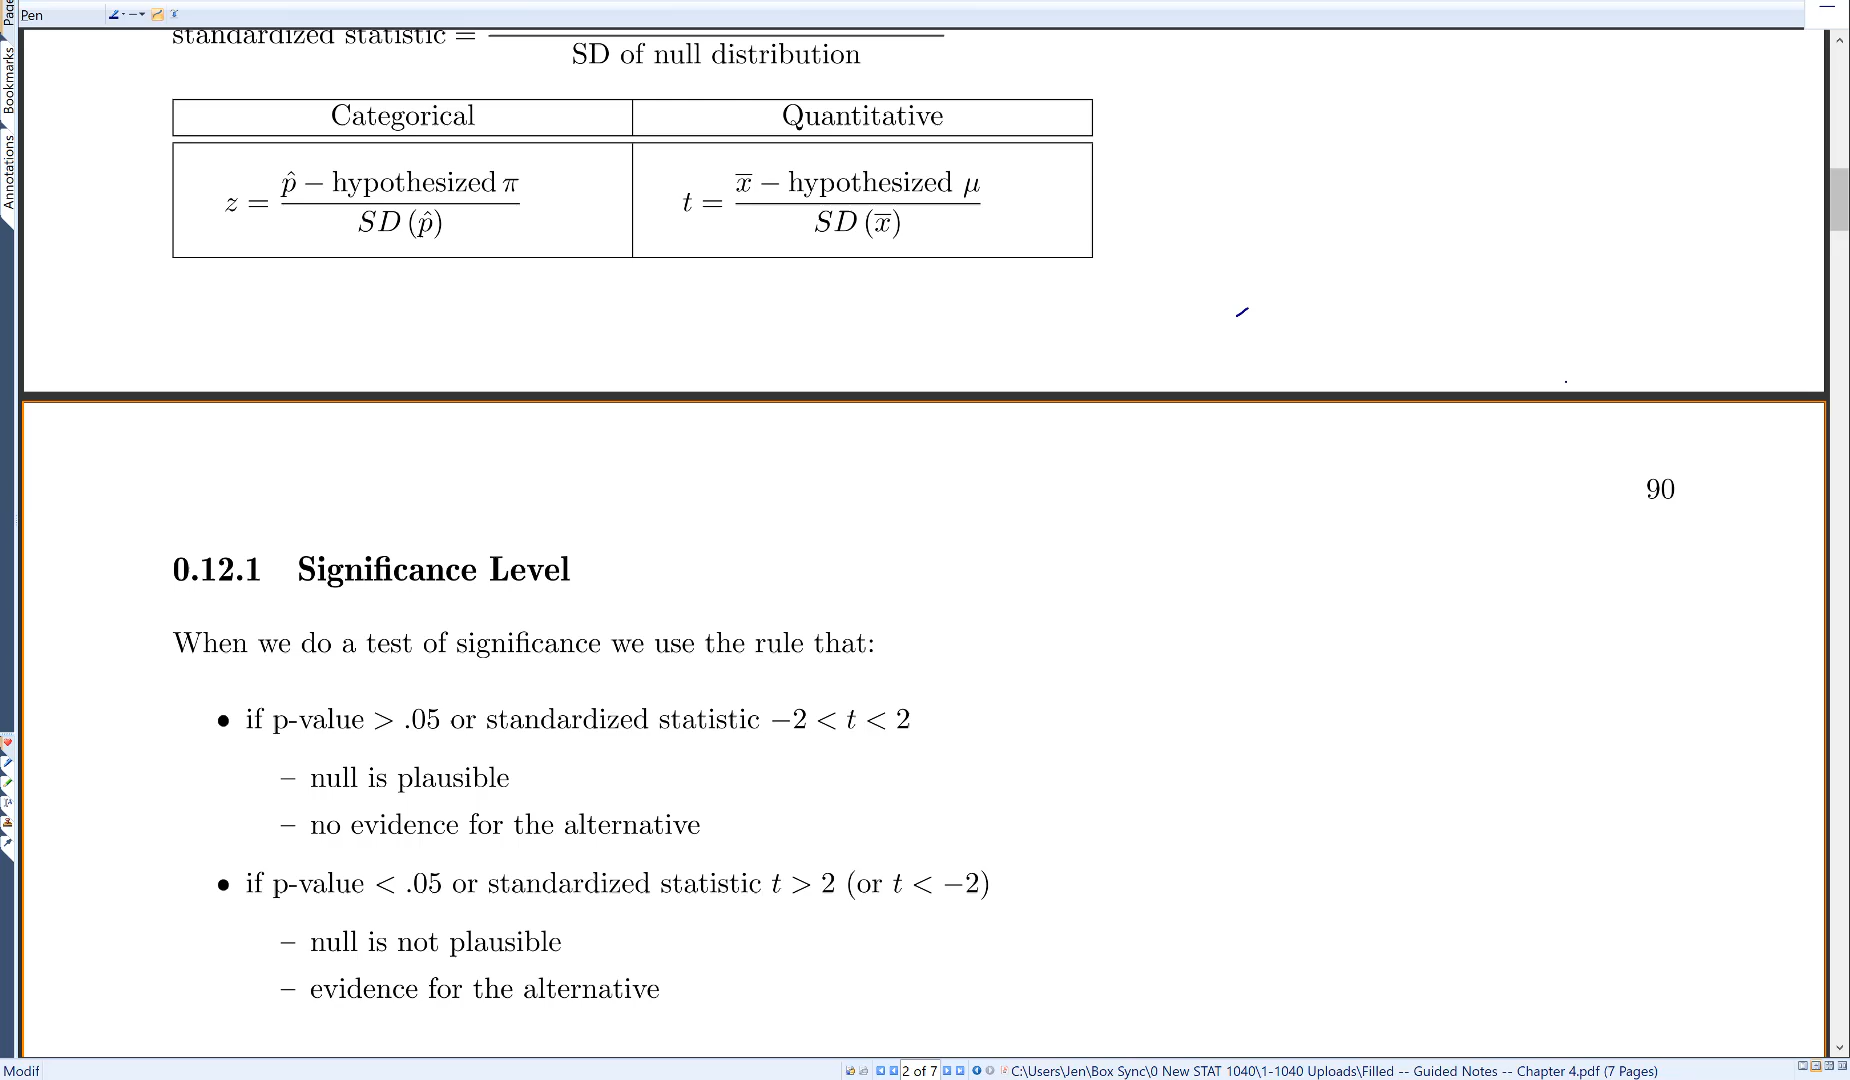 Pen
Page
Bookmarks
Annotations
standardized statistic =
SD of null distribution
Categorical Quantitative
z = p̂ − hypothesized π / SD (p̂) t = x̅ − hypothesized μ / SD (x̅)
90
0.12.1 Significance Level
When we do a test of significance we use the rule that:
• if p-value > .05 or standardized statistic −2 < t < 2
– null is plausible
– no evidence for the alternative
• if p-value < .05 or standardized statistic t > 2 (or t < −2)
– null is not plausible
– evidence for the alternative
Modif
2 of 7
C:\Users\Jen\Box Sync\0 New STAT 1040\1-1040 Uploads\Filled -- Guided Notes -- Chapter 4.pdf (7 Pages)